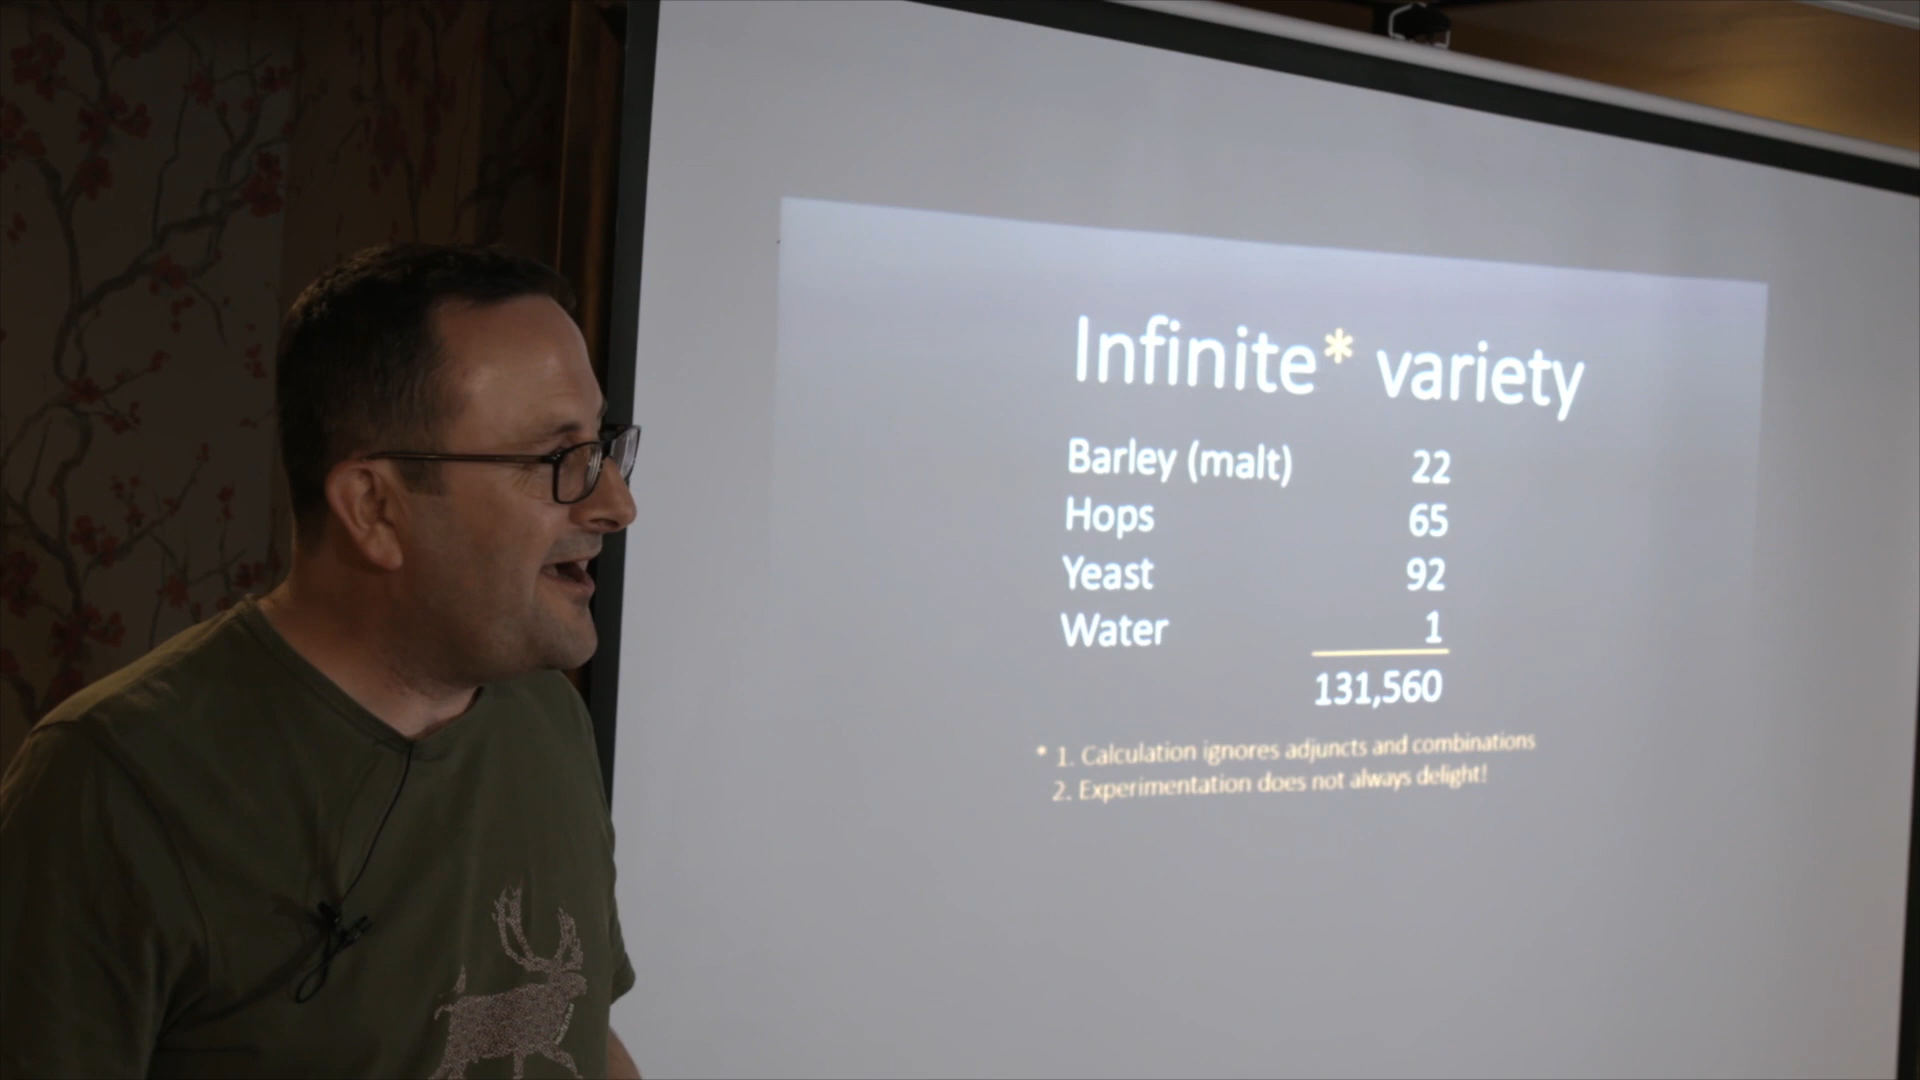 Infinite* variety
Barley (malt) 22
Hops 65
Yeast 92
Water 1
131,560
* 1. Calculation ignores adjuncts and combinations
2. Experimentation does not always delight!